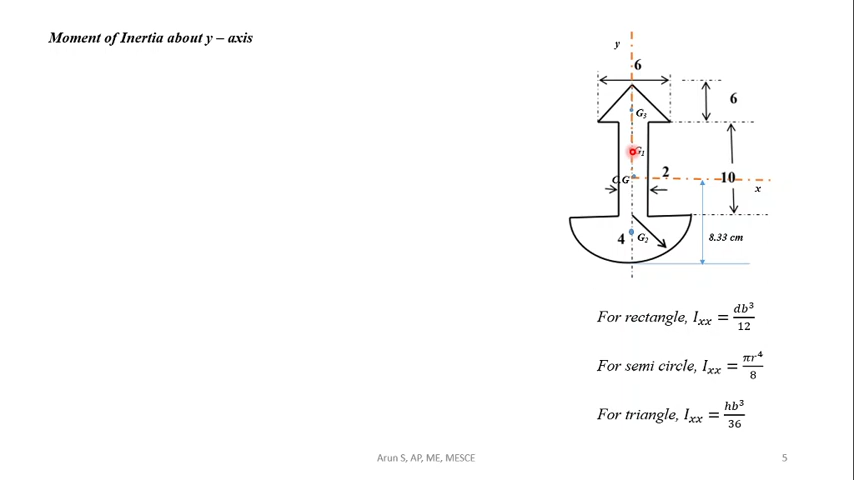 Moment of Inertia about y – axis
y
6
6
G₃
G₁
C.G
2
10
x
4
G₂
8.33 cm
For rectangle, Iₓₓ = db³/12
For semi circle, Iₓₓ = πr⁴/8
For triangle, Iₓₓ = hb³/36
Arun S, AP, ME, MESCE
5